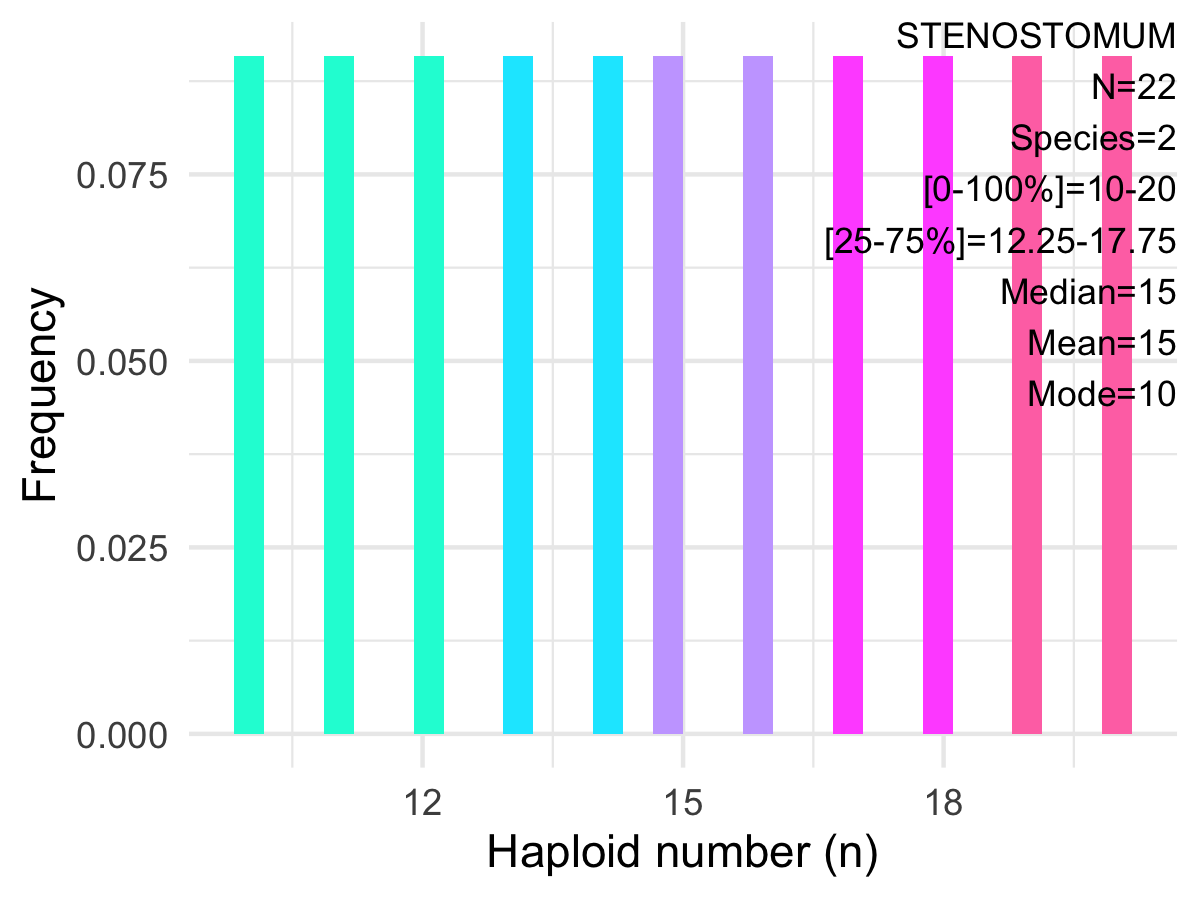 STENOSTOMUM
N=22
Species=2
[0-100%]=10-20
[25-75%]=12.25-17.75
Median=15
Mean=15
Mode=10
Frequency
0.075
0.050
0.025
0.000
12 15 18
Haploid number (n)